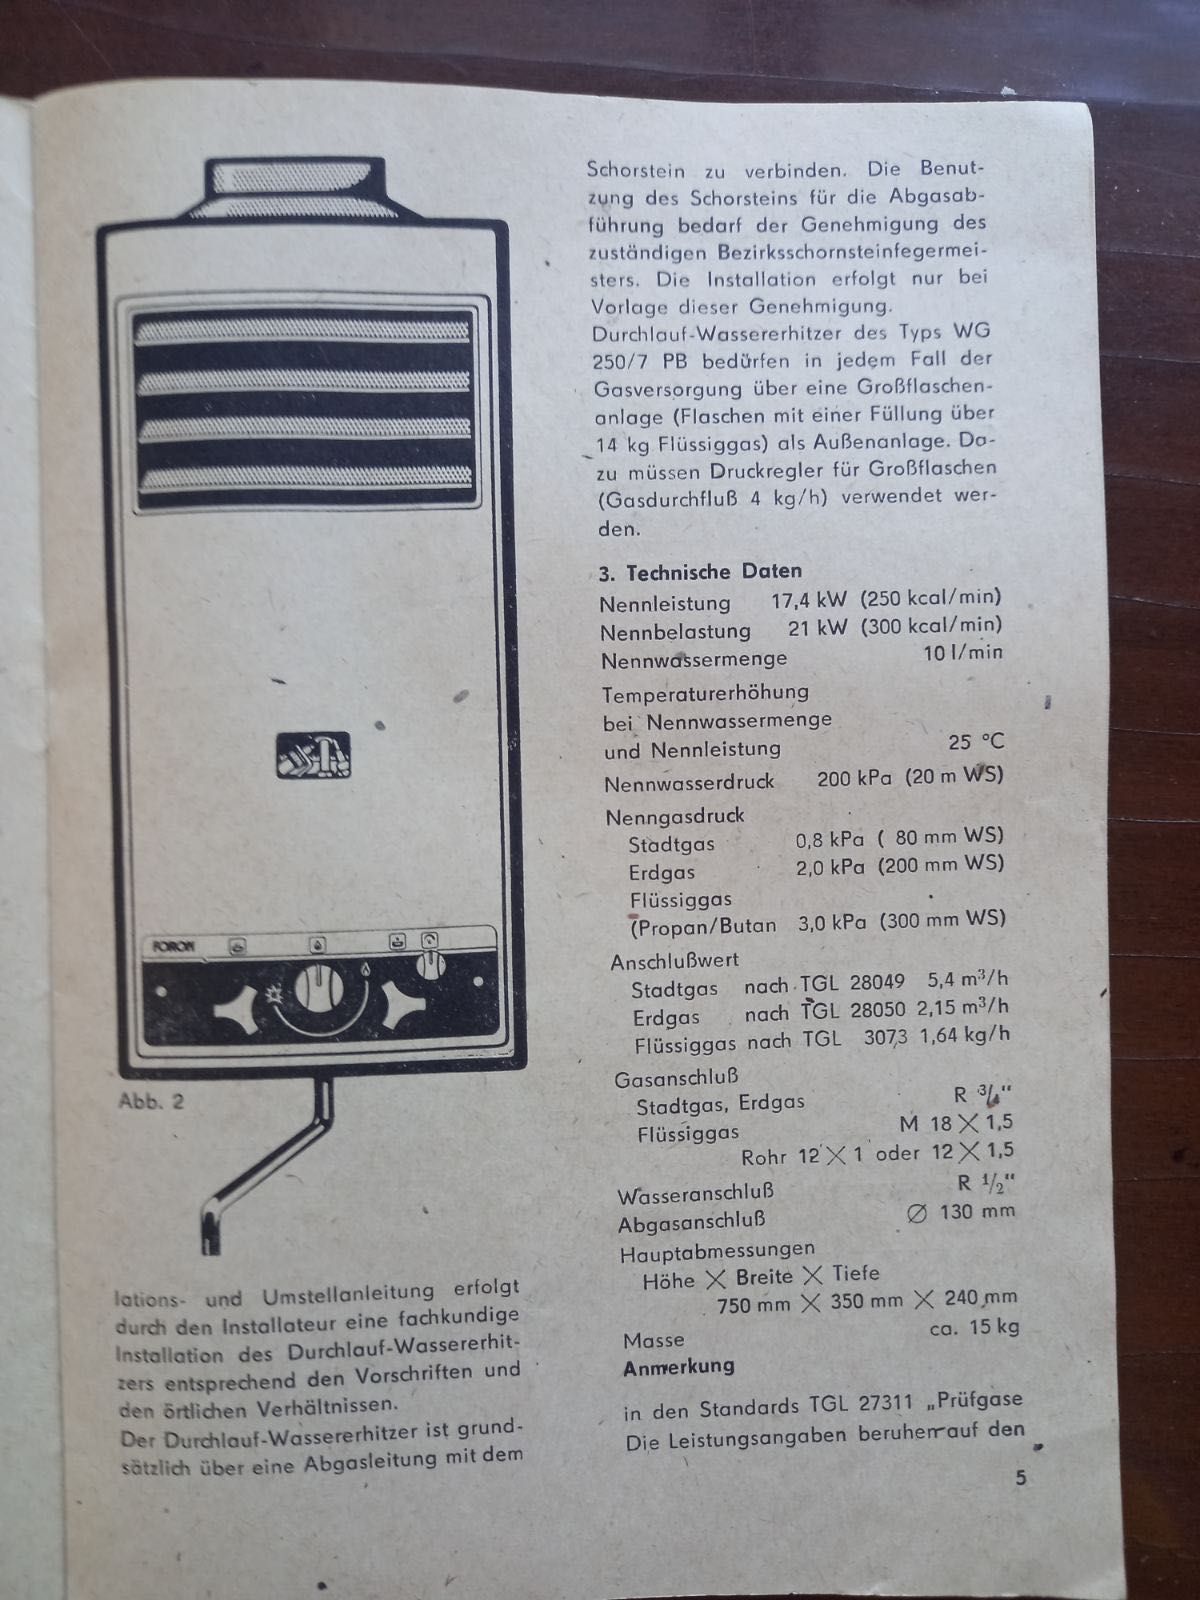 FORON
Abb. 2
lations- und Umstellanleitung erfolgt
durch den Installateur eine fachkundige
Installation des Durchlauf-Wassererhit-
zers entsprechend den Vorschriften und
den örtlichen Verhältnissen.
Der Durchlauf-Wassererhitzer ist grund-
sätzlich über eine Abgasleitung mit dem
Schorstein zu verbinden. Die Benut-
zung des Schorsteins für die Abgasab-
führung bedarf der Genehmigung des
zuständigen Bezirksschornsteinfegermei-
sters. Die Installation erfolgt nur bei
Vorlage dieser Genehmigung.
Durchlauf-Wassererhitzer des Typs WG
250/7 PB bedürfen in jedem Fall der
Gasversorgung über eine Großflaschen-
anlage (Flaschen mit einer Füllung über
14 kg Flüssiggas) als Außenanlage. Da-
zu müssen Druckregler für Großflaschen
(Gasdurchfluß 4 kg/h) verwendet wer-
den.
3. Technische Daten
Nennleistung 17,4 kW (250 kcal/min)
Nennbelastung 21 kW (300 kcal/min)
Nennwassermenge 10 l/min
Temperaturerhöhung
bei Nennwassermenge
und Nennleistung 25 °C
Nennwasserdruck 200 kPa (20 m WS)
Nenngasdruck
Stadtgas 0,8 kPa ( 80 mm WS)
Erdgas 2,0 kPa (200 mm WS)
Flüssiggas
(Propan/Butan 3,0 kPa (300 mm WS)
Anschlußwert
Stadtgas nach TGL 28049 5,4 m³/h
Erdgas nach TGL 28050 2,15 m³/h
Flüssiggas nach TGL 3073 1,64 kg/h
Gasanschluß
Stadtgas, Erdgas R ³/₄"
Flüssiggas M 18 × 1,5
Rohr 12 × 1 oder 12 × 1,5
Wasseranschluß R ¹/₂"
Abgasanschluß ∅ 130 mm
Hauptabmessungen
Höhe × Breite × Tiefe
750 mm × 350 mm × 240 mm
Masse ca. 15 kg
Anmerkung
in den Standards TGL 27311 „Prüfgase
Die Leistungsangaben beruhen auf den
5